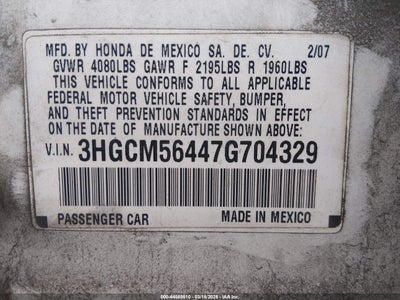 MFD. BY HONDA DE MEXICO SA. DE. CV. 2/07
GVWR 4080LBS GAWR F 2195LBS R 1960LBS
THIS VEHICLE CONFORMS TO ALL APPLICABLE
FEDERAL MOTOR VEHICLE SAFETY, BUMPER,
AND THEFT PREVENTION STANDARDS IN EFFECT
ON THE DATE OF MANUFACTURE SHOWN ABOVE:
V.I.N. 3HGCM56447G704329
PASSENGER CAR MADE IN MEXICO